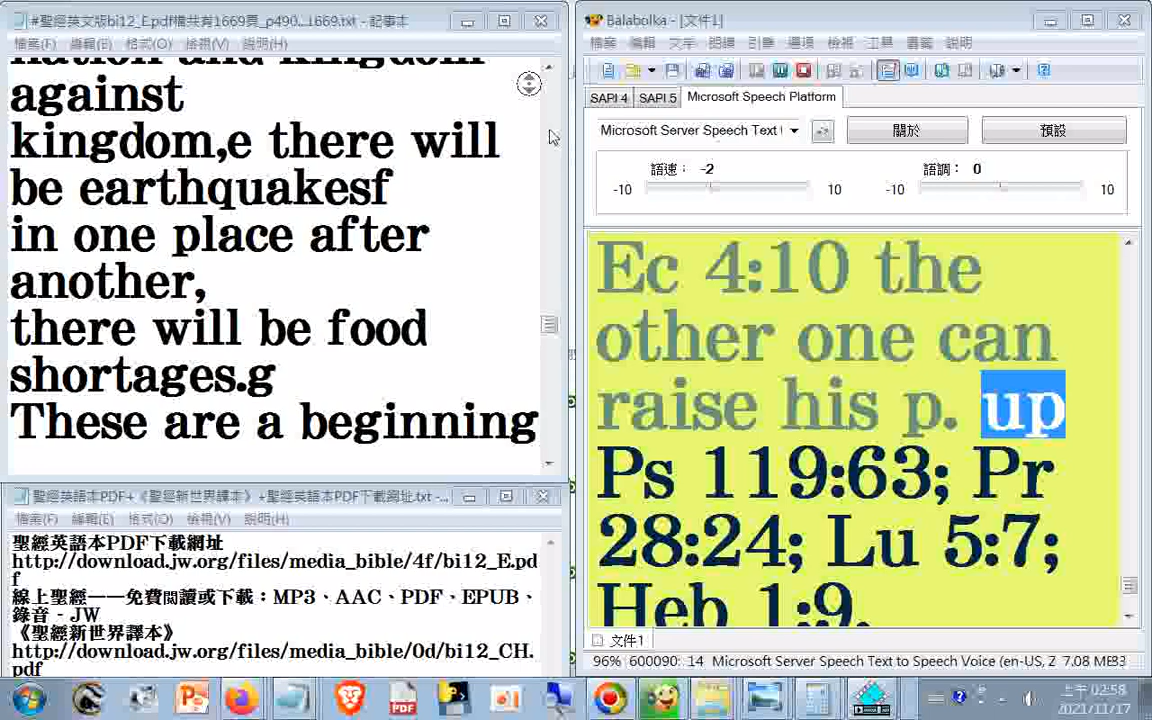 #聖經英文版bi12_E.pdf檔共有1669頁_p490...1669.txt - 記事本
檔案(F) 編輯(E) 格式(O) 檢視(V) 說明(H)
nation and kingdom
against
kingdom,e there will
be earthquakesf
in one place after
another,
there will be food
shortages.g
These are a beginning
聖經英語本PDF+《聖經新世界譯本》+聖經英語本PDF下載網址.txt -...
檔案(F) 編輯(E) 格式(O) 檢視(V) 說明(H)
聖經英語本PDF下載網址
http://download.jw.org/files/media_bible/4f/bi12_E.pd
f
線上聖經——免費閱讀或下載：MP3、AAC、PDF、EPUB、
錄音 - JW
《聖經新世界譯本》
http://download.jw.org/files/media_bible/0d/bi12_CH.
pdf
Balabolka - [文件1]
檔案 編輯 文字 朗讀 引擎 選項 檢視 工具 書籤 說明
SAPI 4 SAPI 5 Microsoft Speech Platform
Microsoft Server Speech Text 關於 預設
語速： -2 語調： 0
-10 10 -10 10
Ec 4:10 the
other one can
raise his p. up
Ps 119:63; Pr
28:24; Lu 5:7;
Heb 1:9.
文件1
96% 600090: 14 Microsoft Server Speech Text to Speech Voice (en-US, Z 7.08 MB
PDF
上午 02:58
2021/11/17